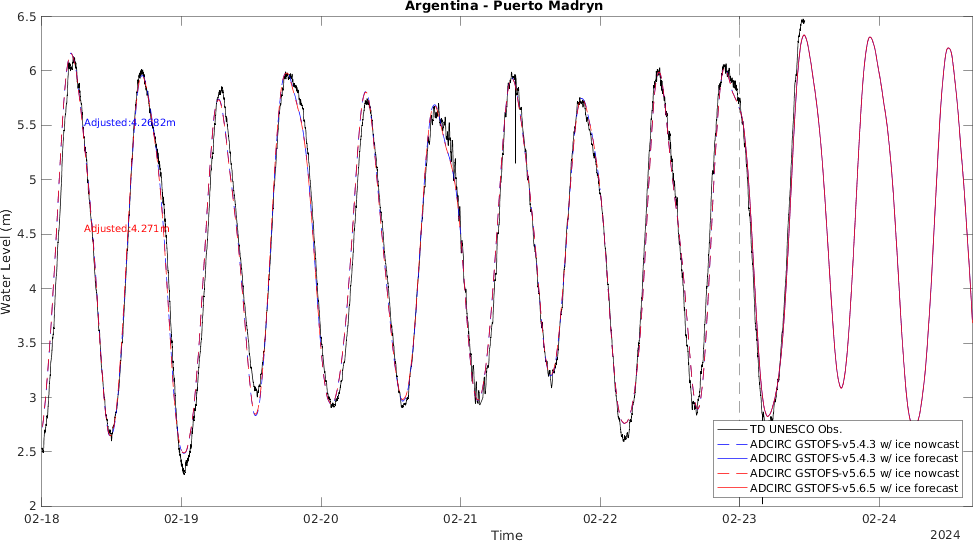 Argentina - Puerto Madryn
6.5
6
5.5
5
4.5
4
3.5
3
2.5
2
Water Level (m)
Adjusted:4.2682m
Adjusted:4.271m
TD UNESCO Obs.
ADCIRC GSTOFS-v5.4.3 w/ ice nowcast
ADCIRC GSTOFS-v5.4.3 w/ ice forecast
ADCIRC GSTOFS-v5.6.5 w/ ice nowcast
ADCIRC GSTOFS-v5.6.5 w/ ice forecast
02-18 02-19 02-20 02-21 02-22 02-23 02-24
Time
2024